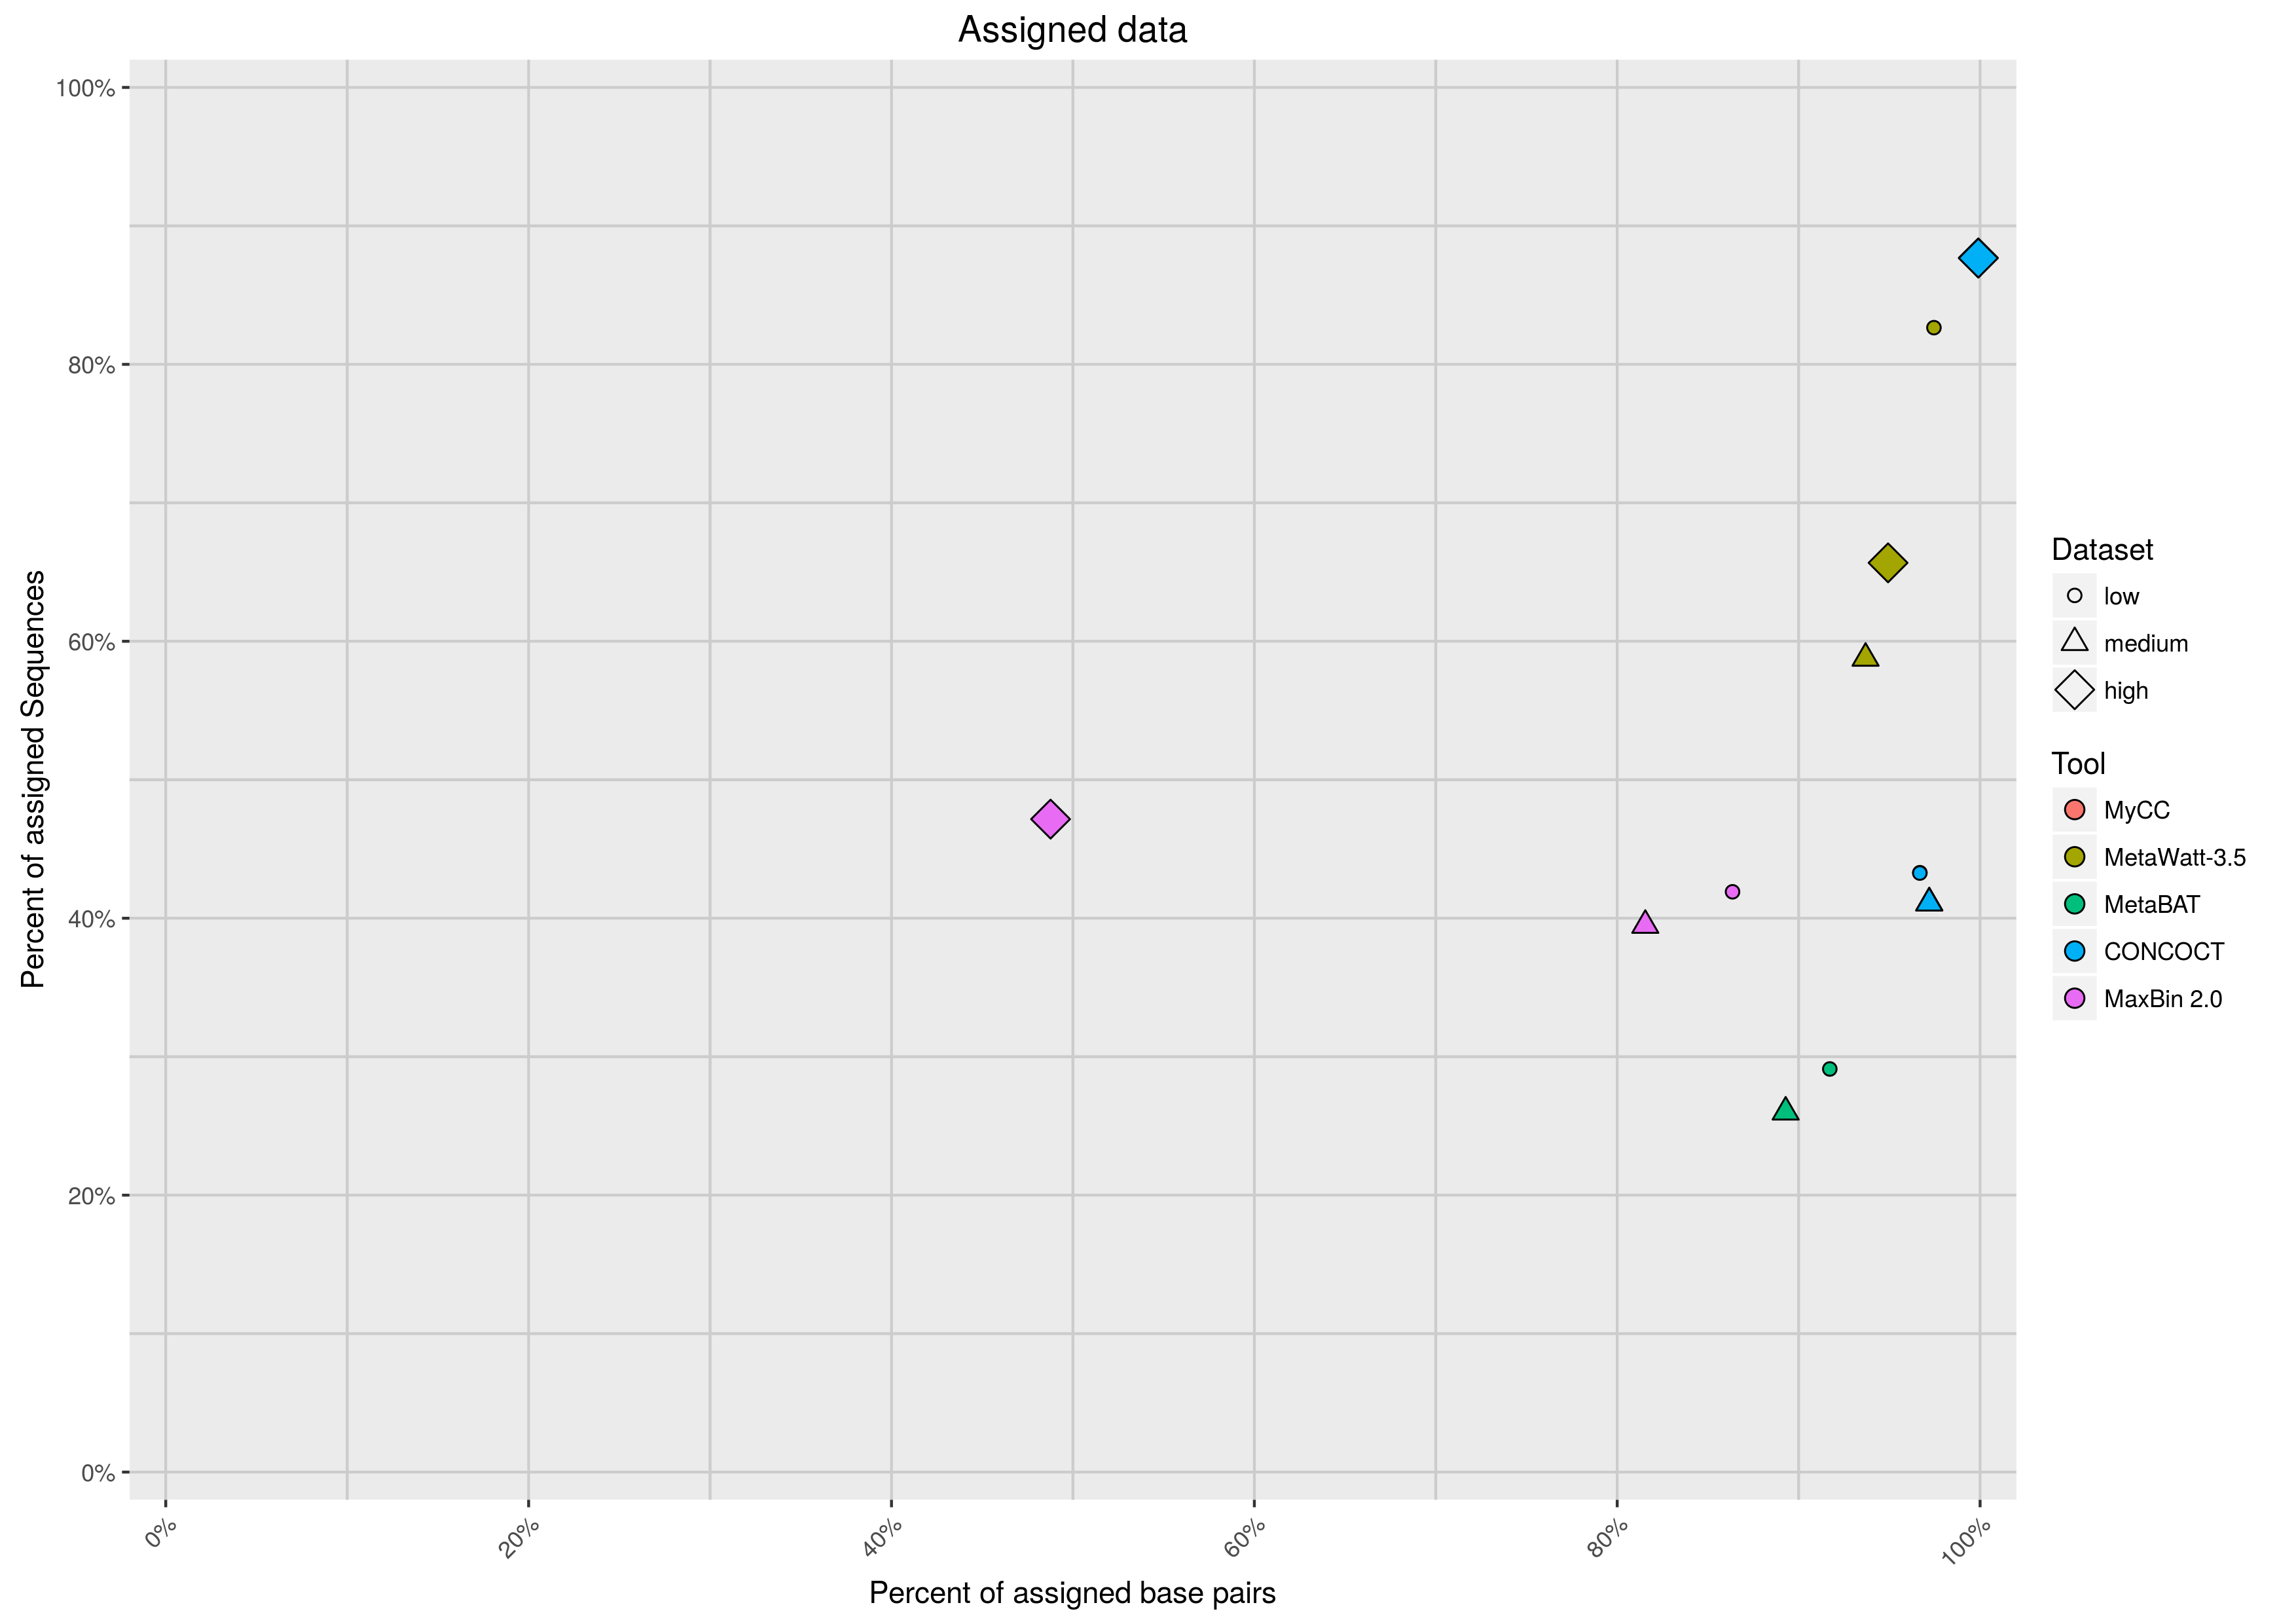 Assigned data
100%
80%
60%
40%
20%
0%
Percent of assigned Sequences
0%
20%
40%
60%
80%
100%
Percent of assigned base pairs
Dataset
low
medium
high
Tool
MyCC
MetaWatt-3.5
MetaBAT
CONCOCT
MaxBin 2.0